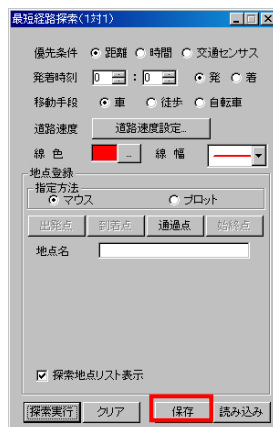 最短経路探索(1対1)
優先条件 距離 時間 交通センサス
発着時刻 0 : 0 発 着
移動手段 車 徒歩 自転車
道路速度 道路速度設定...
線 色 ... 線 幅
地点登録
指定方法
マウス プロット
出発点 到着点 通過点 始終点
地点名
探索地点リスト表示
探索実行 クリア 保存 読み込み